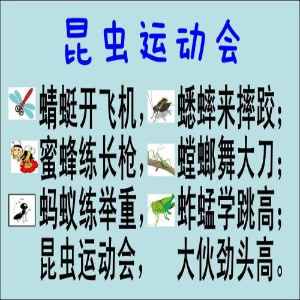 昆虫运动会
蜻蜓开飞机，蟋蟀来摔跤；
蜜蜂练长枪，螳螂舞大刀；
蚂蚁练举重，蚱蜢学跳高；
昆虫运动会，大伙劲头高。